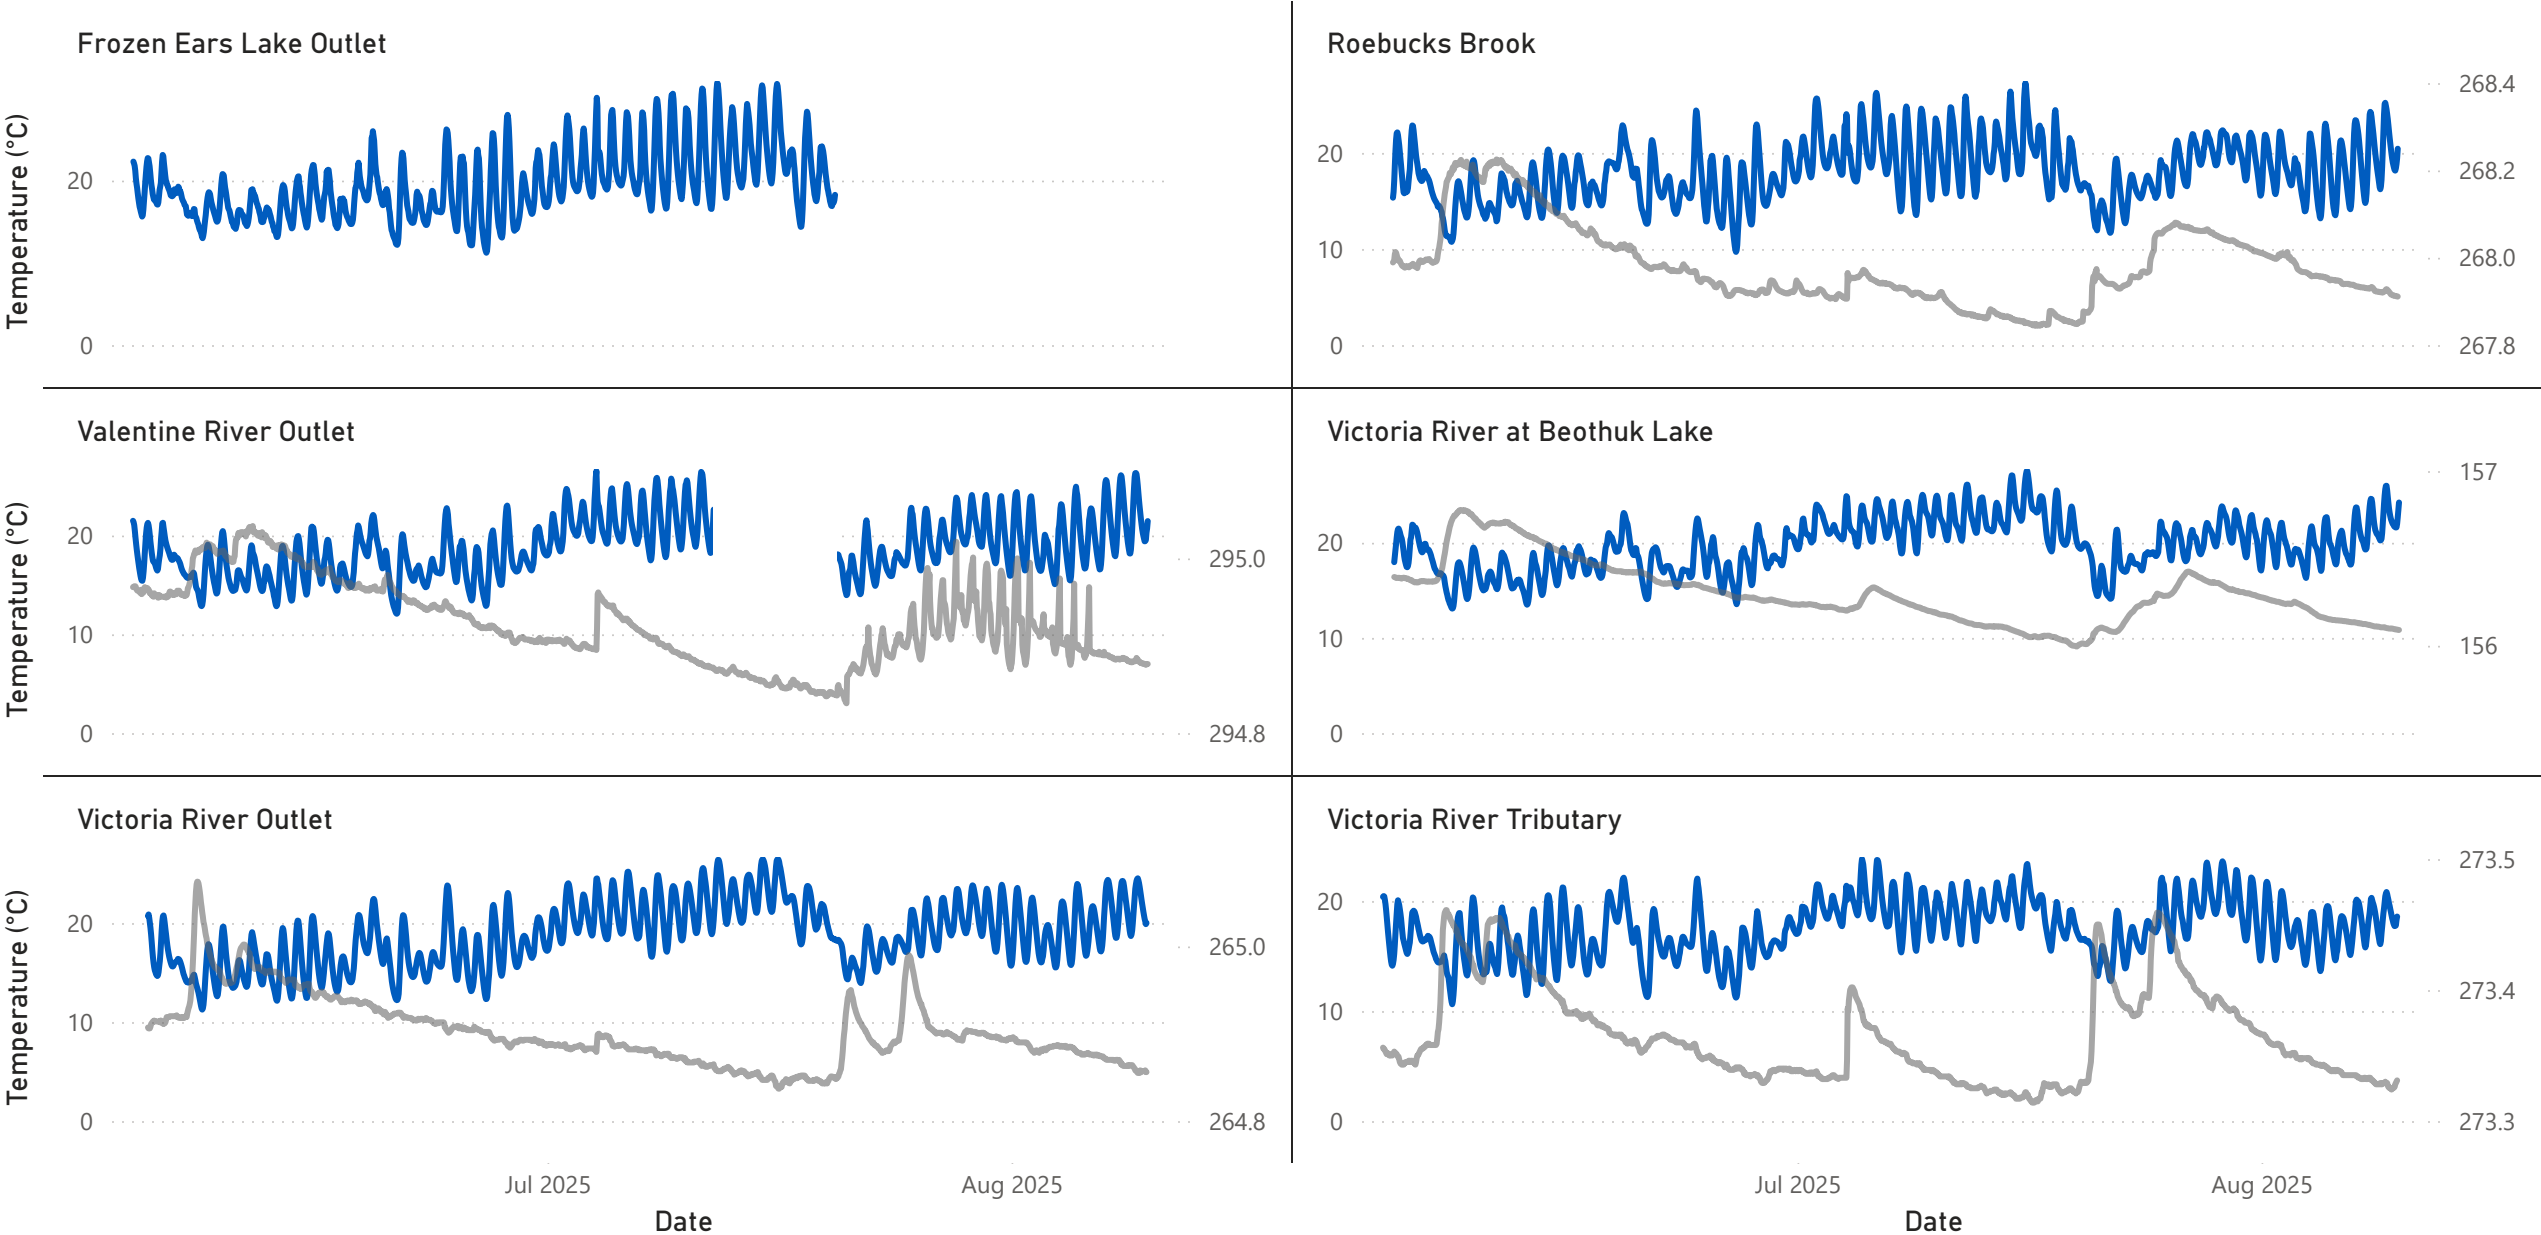 Frozen Ears Lake Outlet
Temperature (°C)
20
0
Roebucks Brook
20
10
0
268.4
268.2
268.0
267.8
Valentine River Outlet
Temperature (°C)
20
10
0
295.0
294.8
Victoria River at Beothuk Lake
20
10
0
157
156
Victoria River Outlet
Temperature (°C)
20
10
0
265.0
264.8
Jul 2025
Aug 2025
Date
Victoria River Tributary
20
10
0
273.5
273.4
273.3
Jul 2025
Aug 2025
Date